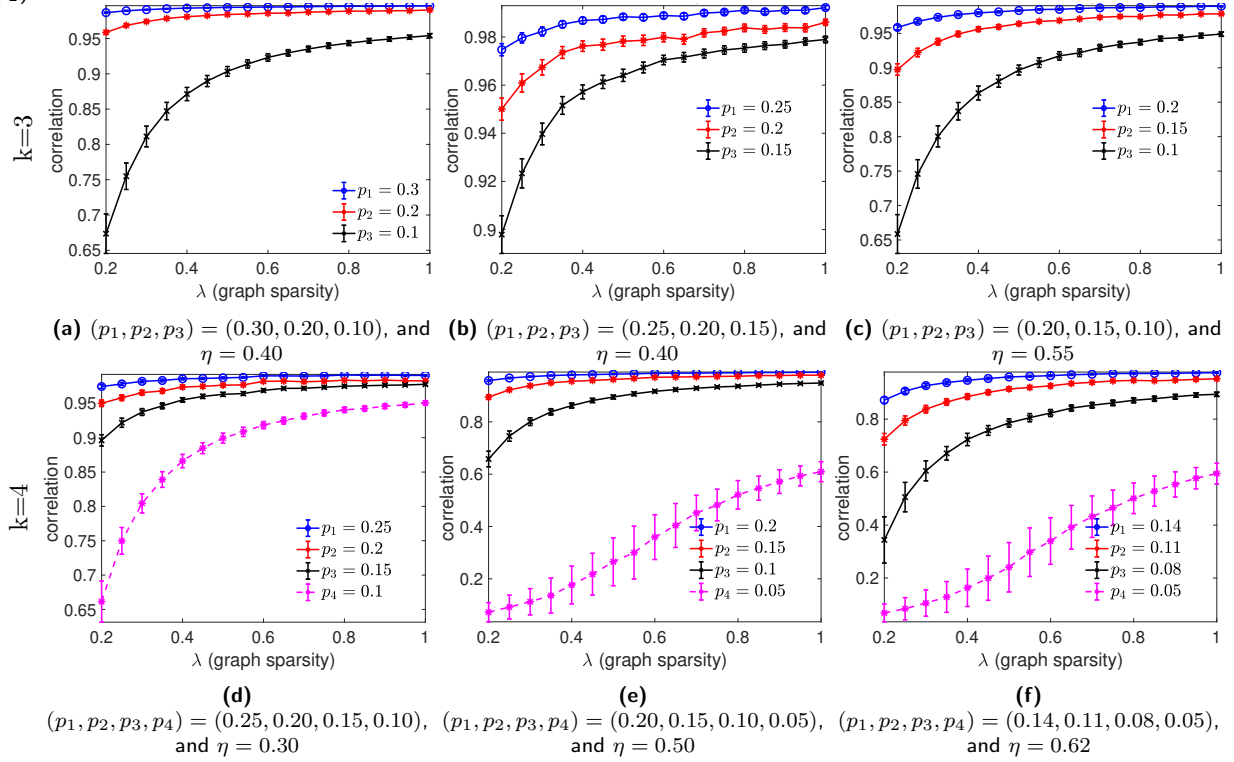 k=3
correlation
0.95
0.9
0.85
0.8
0.75
0.7
0.65
0.2 0.4 0.6 0.8 1
λ (graph sparsity)
p₁ = 0.3
p₂ = 0.2
p₃ = 0.1
correlation
0.98
0.96
0.94
0.92
0.9
0.2 0.4 0.6 0.8 1
λ (graph sparsity)
p₁ = 0.25
p₂ = 0.2
p₃ = 0.15
correlation
0.95
0.9
0.85
0.8
0.75
0.7
0.65
0.2 0.4 0.6 0.8 1
λ (graph sparsity)
p₁ = 0.2
p₂ = 0.15
p₃ = 0.1
(a) (p₁, p₂, p₃) = (0.30, 0.20, 0.10), and
η = 0.40
(b) (p₁, p₂, p₃) = (0.25, 0.20, 0.15), and
η = 0.40
(c) (p₁, p₂, p₃) = (0.20, 0.15, 0.10), and
η = 0.55
k=4
correlation
0.95
0.9
0.85
0.8
0.75
0.7
0.65
0.2 0.4 0.6 0.8 1
λ (graph sparsity)
p₁ = 0.25
p₂ = 0.2
p₃ = 0.15
p₄ = 0.1
correlation
0.8
0.6
0.4
0.2
0.2 0.4 0.6 0.8 1
λ (graph sparsity)
p₁ = 0.2
p₂ = 0.15
p₃ = 0.1
p₄ = 0.05
correlation
0.8
0.6
0.4
0.2
0.2 0.4 0.6 0.8 1
λ (graph sparsity)
p₁ = 0.14
p₂ = 0.11
p₃ = 0.08
p₄ = 0.05
(d)
(p₁, p₂, p₃, p₄) = (0.25, 0.20, 0.15, 0.10),
and η = 0.30
(e)
(p₁, p₂, p₃, p₄) = (0.20, 0.15, 0.10, 0.05),
and η = 0.50
(f)
(p₁, p₂, p₃, p₄) = (0.14, 0.11, 0.08, 0.05),
and η = 0.62